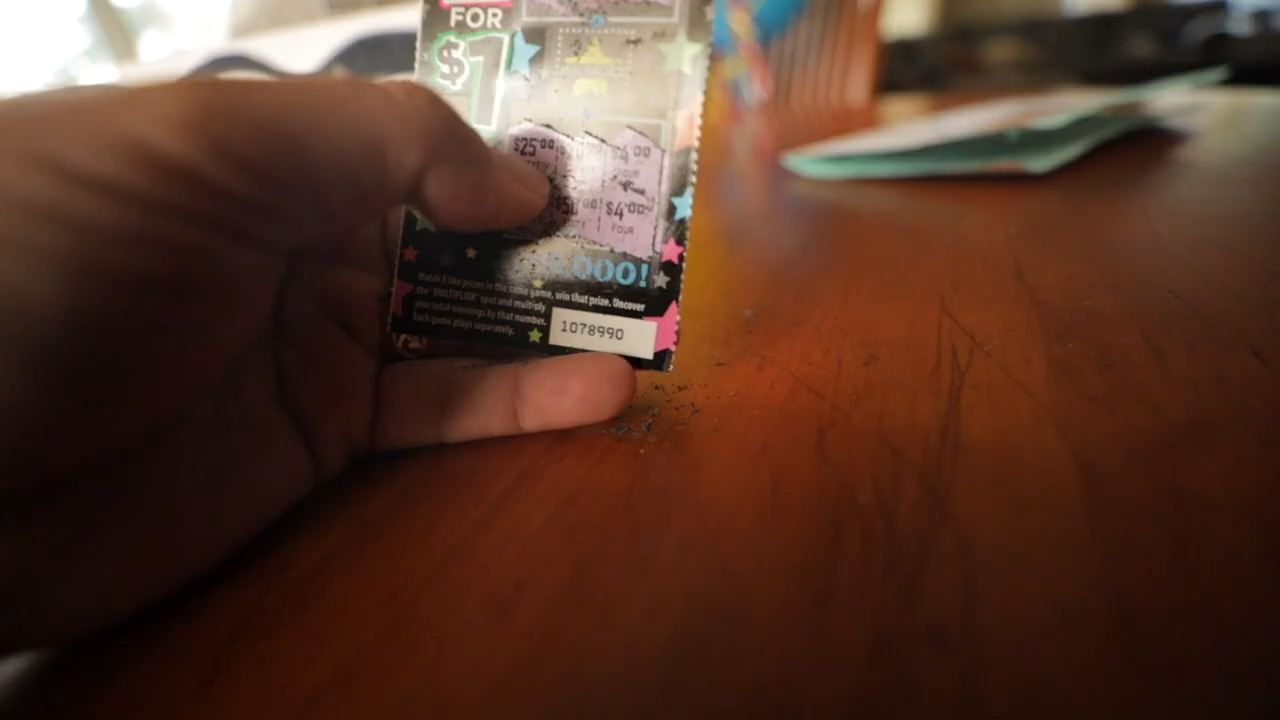 FOR
$1
$25.00 $4.00
$50.00 $4.00
FOUR
,000!
Match 3 like prizes in the same game, win that prize. Uncover
the "MULTIPLIER" spot and multiply
your total winnings by that number.
Each game plays separately.
1078990